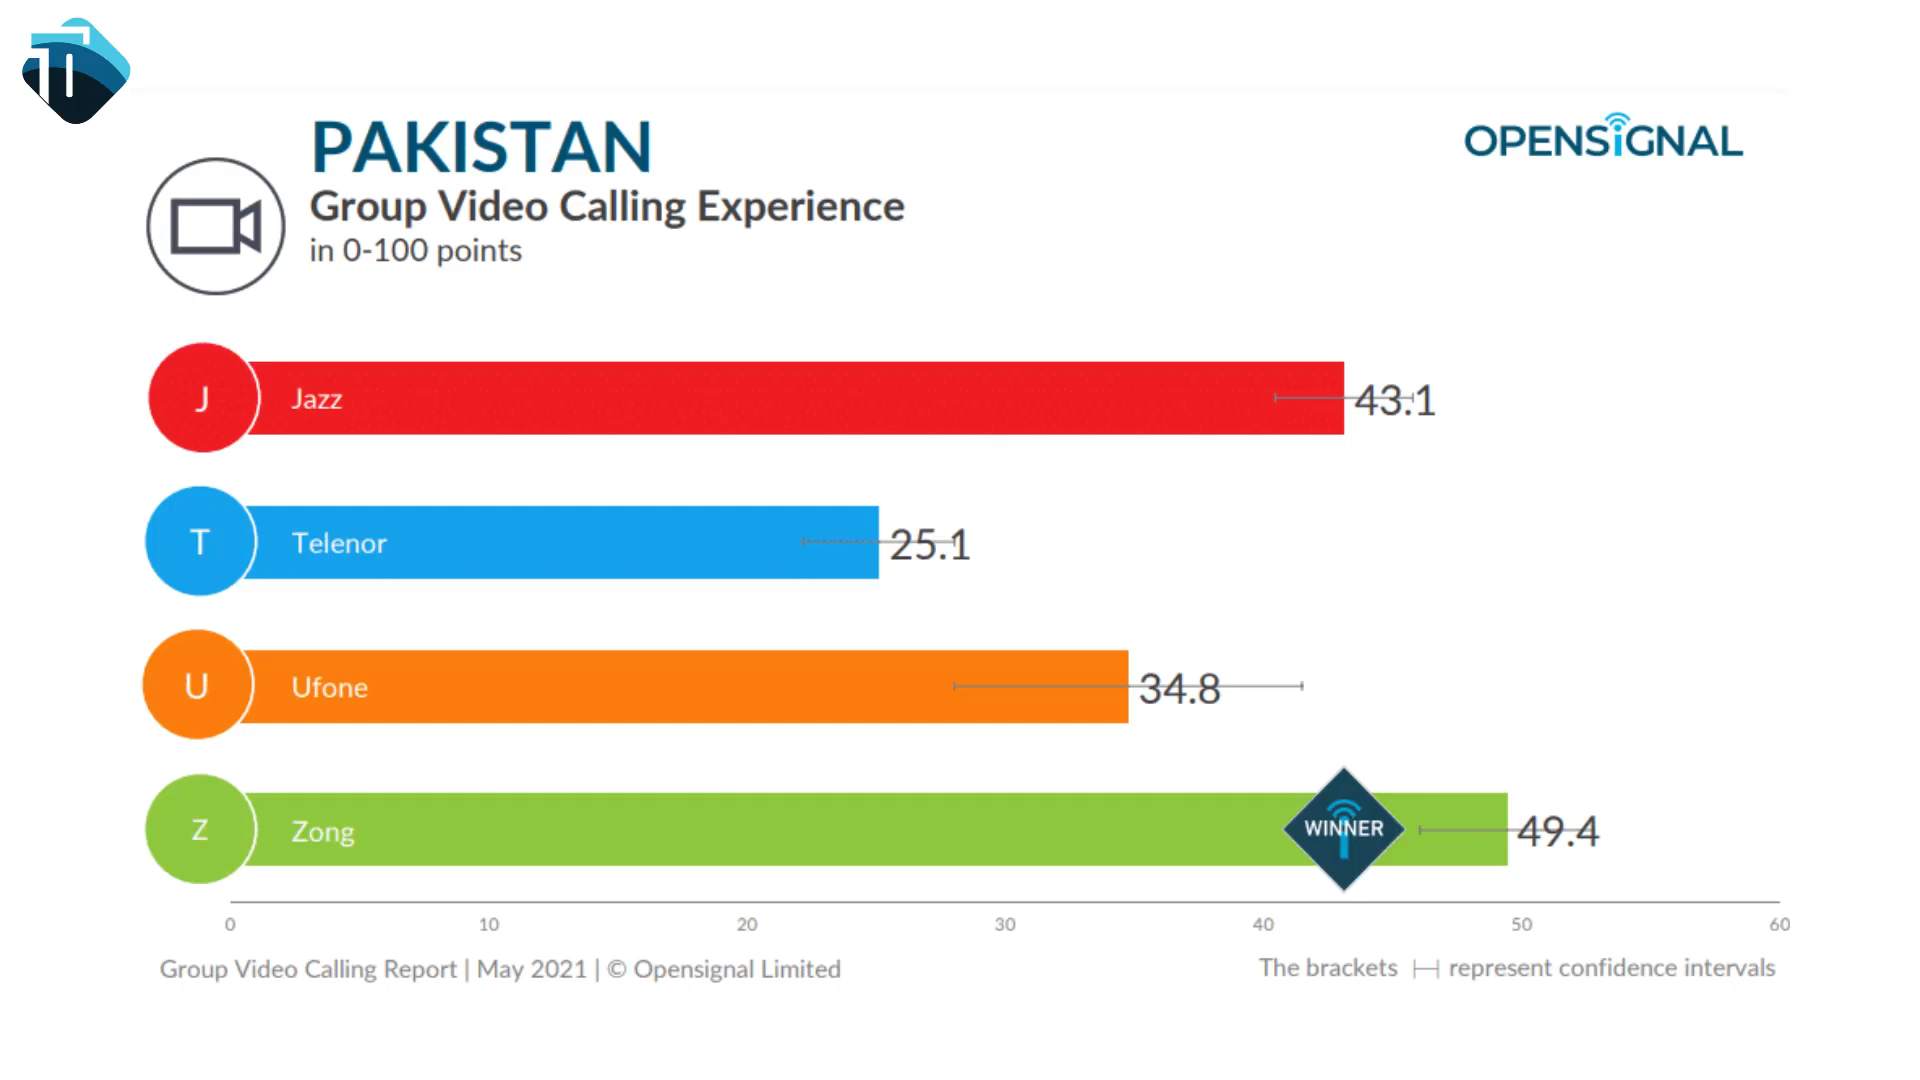 PAKISTAN
OPENSIGNAL
Group Video Calling Experience
in 0-100 points
J Jazz 43.1
T Telenor 25.1
U Ufone 34.8
Z Zong WINNER 49.4
0 10 20 30 40 50 60
Group Video Calling Report | May 2021 | © Opensignal Limited
The brackets represent confidence intervals